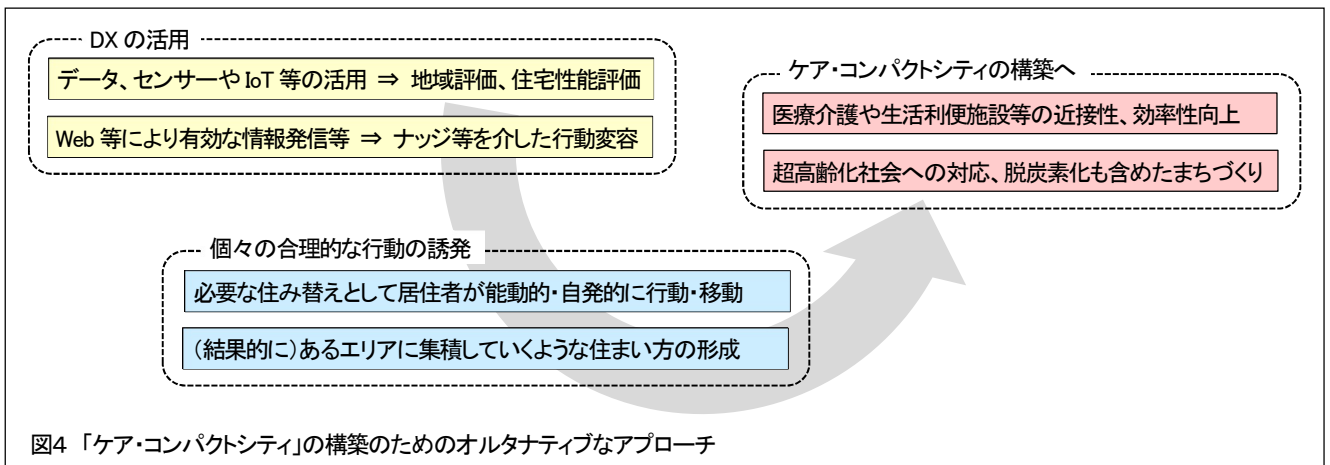 DX の活用
データ、センサーや IoT 等の活用 ⇒ 地域評価、住宅性能評価
Web 等により有効な情報発信等 ⇒ ナッジ等を介した行動変容
個々の合理的な行動の誘発
必要な住み替えとして居住者が能動的・自発的に行動・移動
（結果的に）あるエリアに集積していくような住まい方の形成
ケア・コンパクトシティの構築へ
医療介護や生活利便施設等の近接性、効率性向上
超高齢化社会への対応、脱炭素化も含めたまちづくり
図4 「ケア・コンパクトシティ」の構築のためのオルタナティブなアプローチ